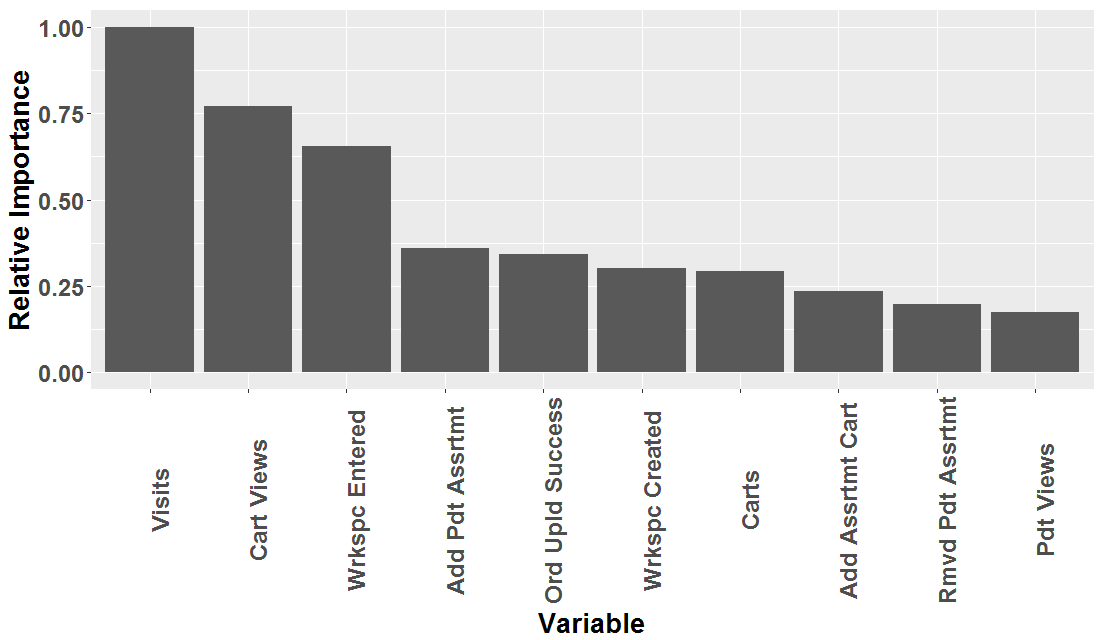 Relative Importance
1.00
0.75
0.50
0.25
0.00
Visits
Cart Views
Wrkspc Entered
Add Pdt Assrtmt
Ord Upld Success
Wrkspc Created
Carts
Add Assrtmt Cart
Rmvd Pdt Assrtmt
Pdt Views
Variable